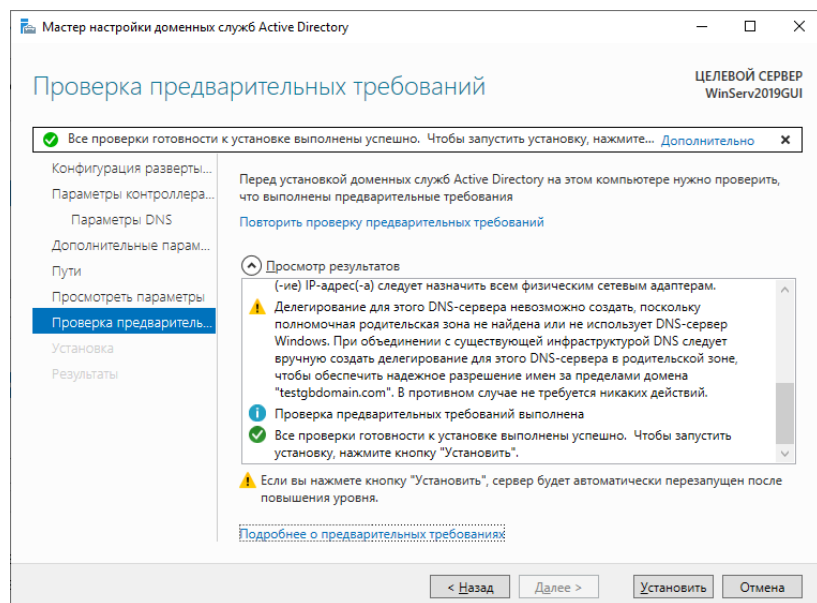 Мастер настройки доменных служб Active Directory
Проверка предварительных требований
ЦЕЛЕВОЙ СЕРВЕР
WinServ2019GUI
Все проверки готовности к установке выполнены успешно. Чтобы запустить установку, нажмите... Дополнительно
Конфигурация разверты...
Параметры контроллера...
Параметры DNS
Дополнительные парам...
Пути
Просмотреть параметры
Проверка предваритель...
Установка
Результаты
Перед установкой доменных служб Active Directory на этом компьютере нужно проверить,
что выполнены предварительные требования
Повторить проверку предварительных требований
Просмотр результатов
(-ие) IP-адрес(-а) следует назначить всем физическим сетевым адаптерам.
Делегирование для этого DNS-сервера невозможно создать, поскольку
полномочная родительская зона не найдена или не использует DNS-сервер
Windows. При объединении с существующей инфраструктурой DNS следует
вручную создать делегирование для этого DNS-сервера в родительской зоне,
чтобы обеспечить надежное разрешение имен за пределами домена
"testgbdomain.com". В противном случае не требуется никаких действий.
Проверка предварительных требований выполнена
Все проверки готовности к установке выполнены успешно. Чтобы запустить
установку, нажмите кнопку "Установить".
Если вы нажмете кнопку "Установить", сервер будет автоматически перезапущен после
повышения уровня.
Подробнее о предварительных требованиях
< Назад
Далее >
Установить
Отмена